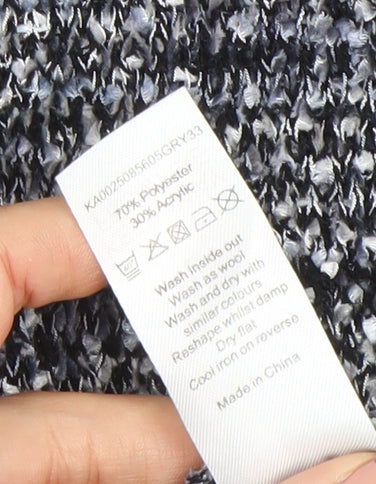 KA0025085605GRY33
70% Polyester
30% Acrylic
Wash inside out
Wash as wool
Wash and dry with
similar colours
Reshape whilst damp
Dry flat
Cool iron on reverse
Made in China